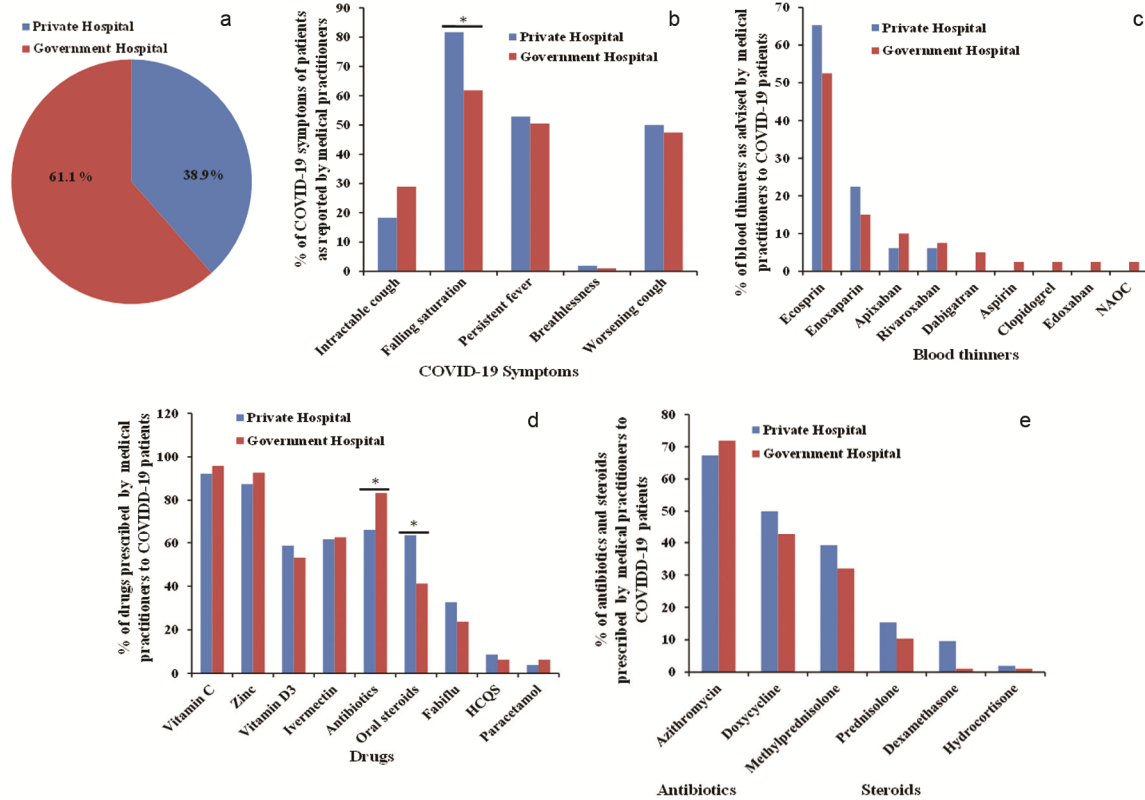 a
Private Hospital
Government Hospital
61.1 %
38.9%
b
% of COVID-19 symptoms of patients
as reported by medical practitioners
90
80
70
60
50
40
30
20
10
0
*
Private Hospital
Government Hospital
Intractable cough
Falling saturation
Persistent fever
Breathlessness
Worsening cough
COVID-19 Symptoms
c
% of blood thinners as advised by medical
practitioners to COVID-19 patients
70
60
50
40
30
20
10
0
Private Hospital
Government Hospital
Ecosprin
Enoxaparin
Apixaban
Rivaroxaban
Dabigatran
Aspirin
Clopidogrel
Edoxaban
NAOC
Blood thinners
d
% of drugs prescribed by medical
practitioners to COVIDD-19 patients
120
100
80
60
40
20
0
Private Hospital
Government Hospital
*
*
Vitamin C
Zinc
Vitamin D3
Ivermectin
Antibiotics
Oral steroids
Fabiflu
HCQS
Paracetamol
Drugs
e
% of antibiotics and steroids
prescribed by medical practitioners to
COVIDD-19 patients
80
70
60
50
40
30
20
10
0
Private Hospital
Government Hospital
Azithromycin
Doxycycline
Methylprednisolone
Prednisolone
Dexamethasone
Hydrocortisone
Antibiotics
Steroids